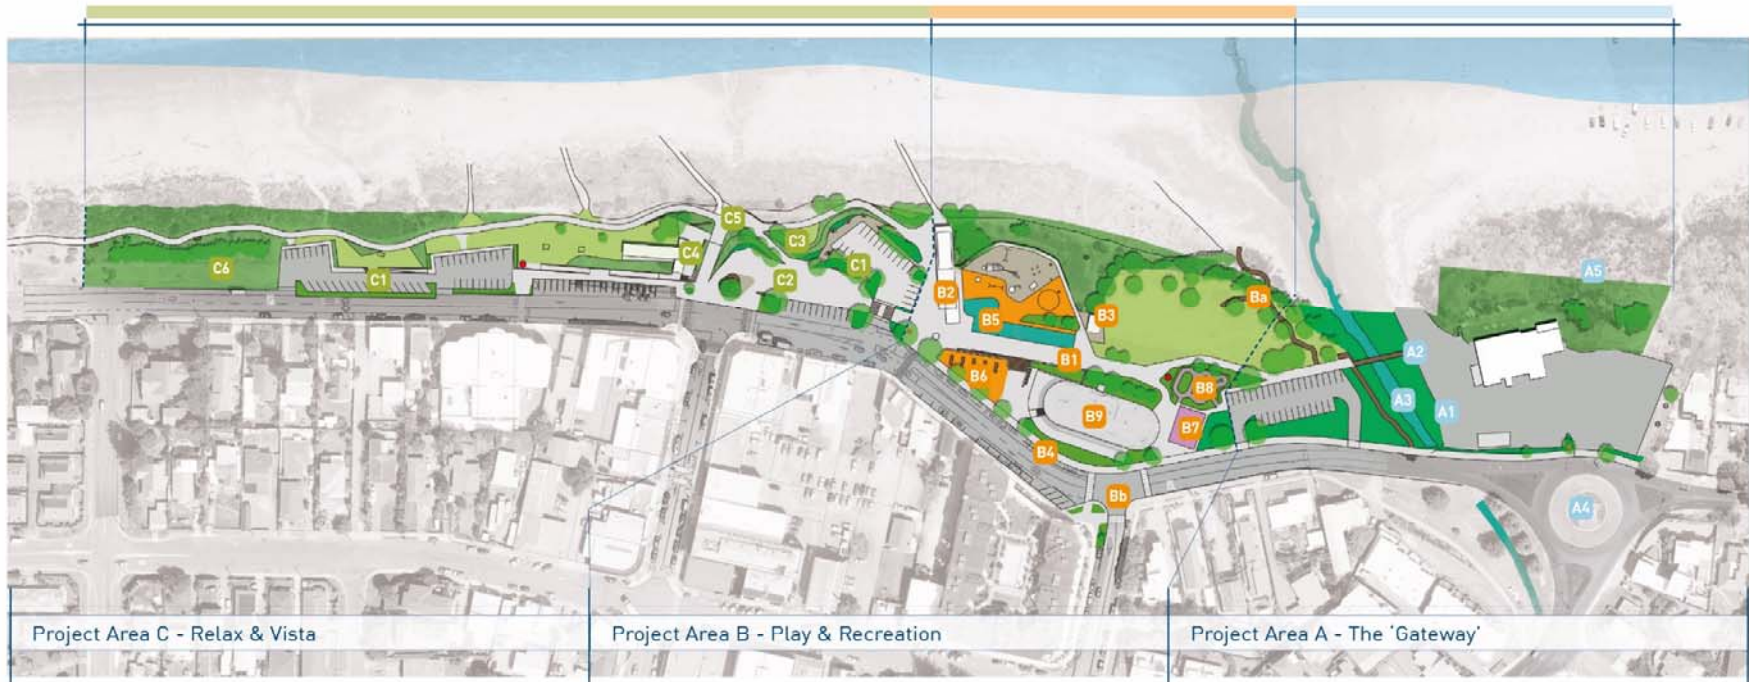 C5
C3
C4
C6
C1
C2
C1
B2
B5
B3
Ba
B1
B6
B8
B9
B7
B4
Bb
A5
A2
A3
A1
A4
Project Area C - Relax & Vista
Project Area B - Play & Recreation
Project Area A - The 'Gateway'